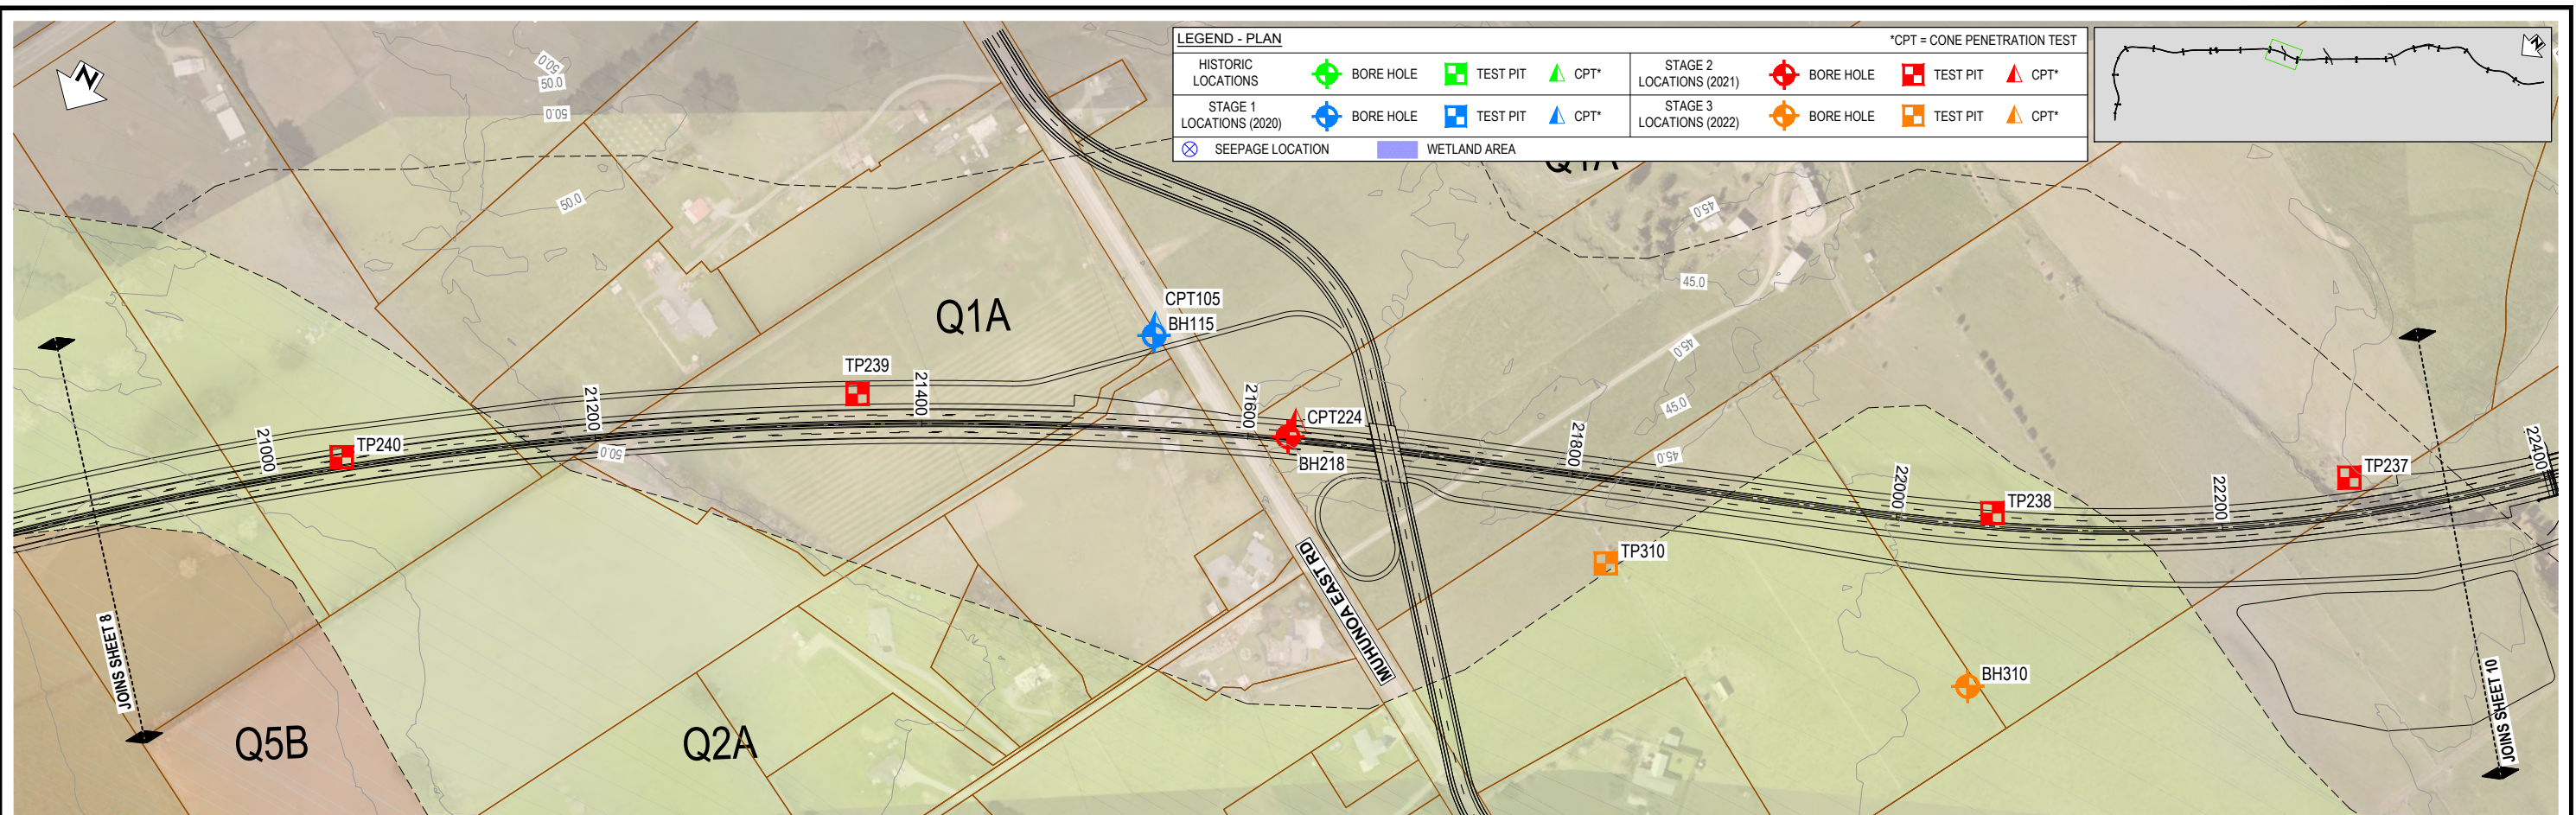 LEGEND - PLAN
*CPT = CONE PENETRATION TEST
HISTORIC
LOCATIONS
BORE HOLE
TEST PIT
CPT*
STAGE 2
LOCATIONS (2021)
BORE HOLE
TEST PIT
CPT*
STAGE 1
LOCATIONS (2020)
BORE HOLE
TEST PIT
CPT*
STAGE 3
LOCATIONS (2022)
BORE HOLE
TEST PIT
CPT*
SEEPAGE LOCATION
WETLAND AREA
N
N
50.0
50.0
50.0
50.0
Q1A
45.0
45.0
CPT105
BH115
Q1A
45.0
TP239
45.0
21000
TP240
21200
50.0
21400
21600
CPT224
BH218
21800
45.0
22000
TP238
22200
TP237
22400
TP310
MUHUNOA EAST RD
BH310
JOINS SHEET 8
JOINS SHEET 10
Q5B
Q2A